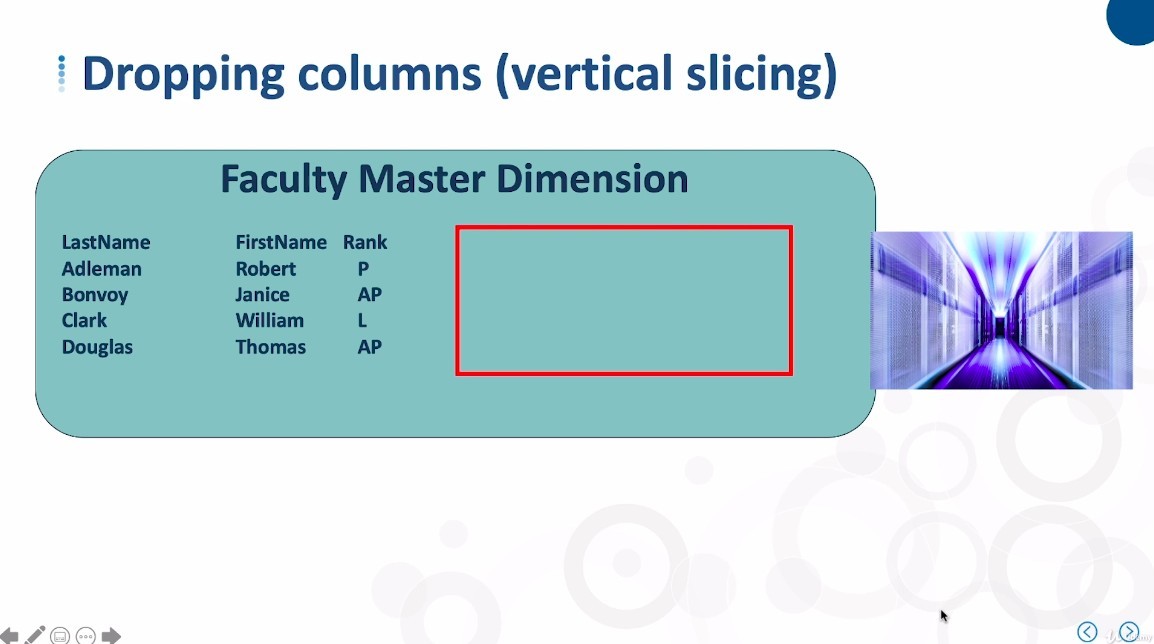 Dropping columns (vertical slicing)
Faculty Master Dimension
LastName FirstName Rank
Adleman Robert P
Bonvoy Janice AP
Clark William L
Douglas Thomas AP